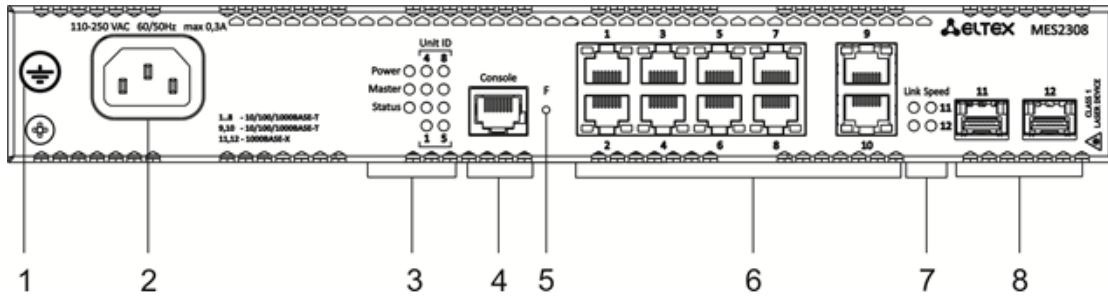 110-250 VAC 60/50Hz max 0,3A
Unit ID
4 8
Power
Master
Status
1 5
1..8 - 10/100/1000BASE-T
9,10 - 10/100/1000BASE-T
11,12 - 1000BASE-X
Console
F
1 3 5 7 9
2 4 6 8 10
Link Speed
11
12
11 12
ELTEX MES2308
CLASS 1
LASER DEVICE
1 2 3 4 5 6 7 8